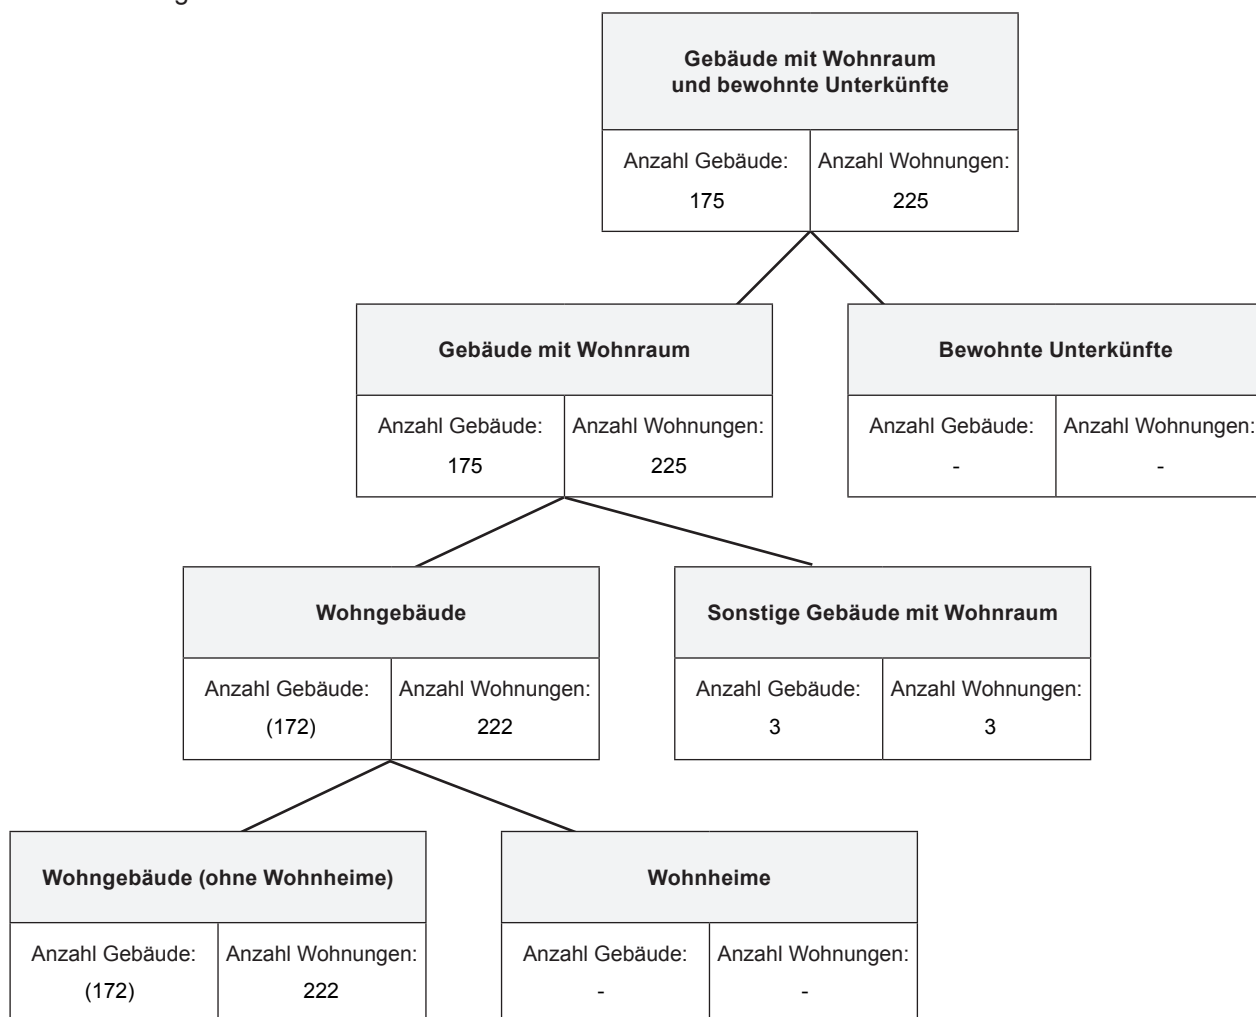 Gebäude mit Wohnraum
und bewohnte Unterkünfte
Anzahl Gebäude: Anzahl Wohnungen:
175 225
Gebäude mit Wohnraum
Anzahl Gebäude: Anzahl Wohnungen:
175 225
Bewohnte Unterkünfte
Anzahl Gebäude: Anzahl Wohnungen:
- -
Wohngebäude
Anzahl Gebäude: Anzahl Wohnungen:
(172) 222
Sonstige Gebäude mit Wohnraum
Anzahl Gebäude: Anzahl Wohnungen:
3 3
Wohngebäude (ohne Wohnheime)
Anzahl Gebäude: Anzahl Wohnungen:
(172) 222
Wohnheime
Anzahl Gebäude: Anzahl Wohnungen:
- -